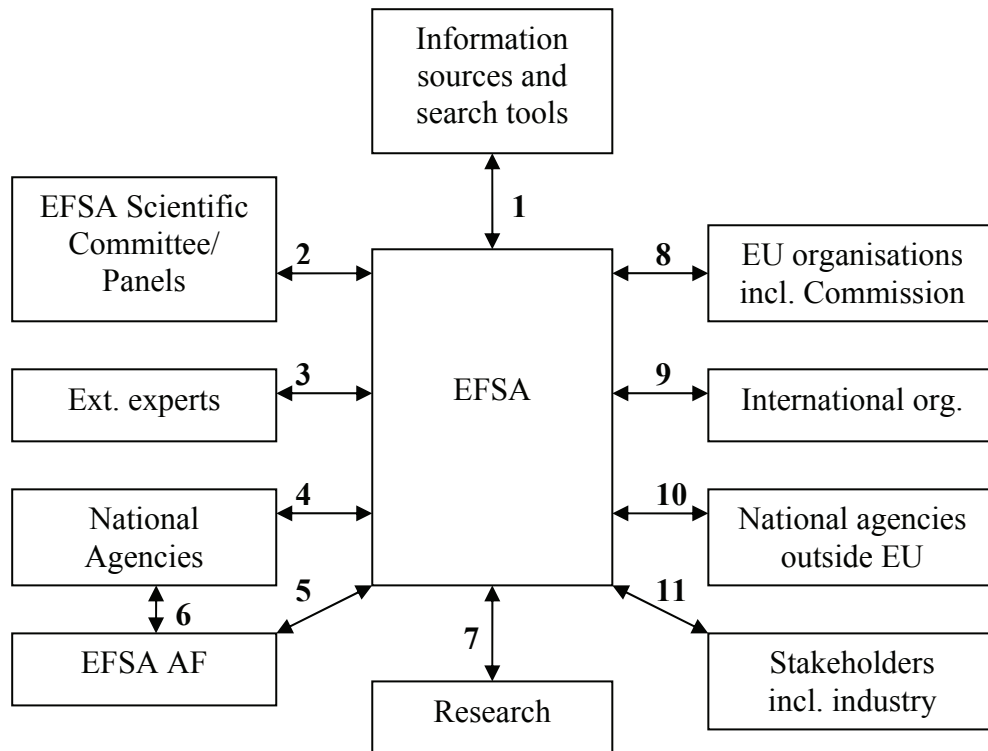 Information
sources and
search tools
1
EFSA Scientific
Committee/
Panels
2
8
EU organisations
incl. Commission
Ext. experts
3
EFSA
9
International org.
National
Agencies
4
10
National agencies
outside EU
6
5
11
EFSA AF
7
Stakeholders
incl. industry
Research